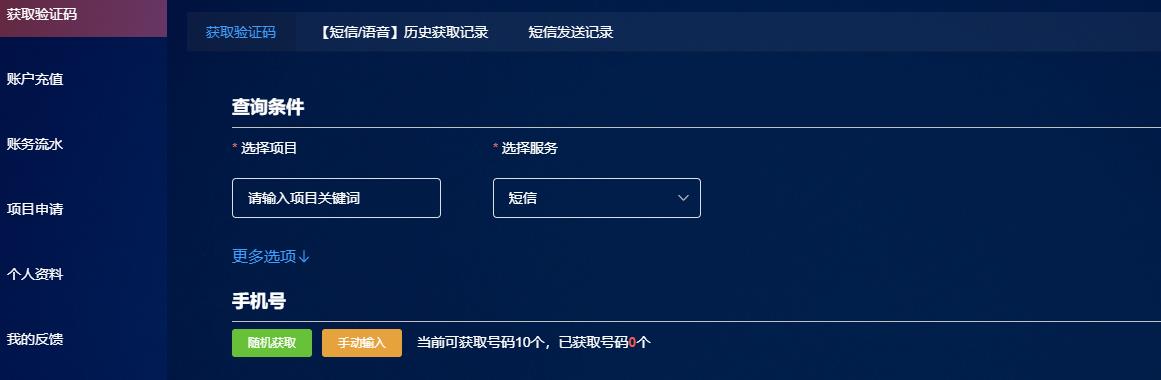 获取验证码
账户充值
账务流水
项目申请
个人资料
我的反馈
获取验证码 【短信/语音】历史获取记录 短信发送记录
查询条件
* 选择项目 * 选择服务
请输入项目关键词 短信
更多选项↓
手机号
随机获取 手动输入 当前可获取号码10个，已获取号码0个